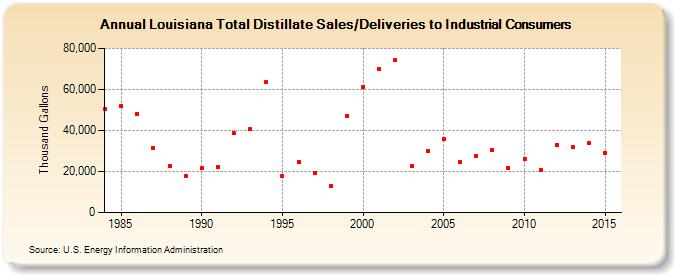 Annual Louisiana Total Distillate Sales/Deliveries to Industrial Consumers
Thousand Gallons
80,000
60,000
40,000
20,000
0
1985 1990 1995 2000 2005 2010 2015
Source: U.S. Energy Information Administration